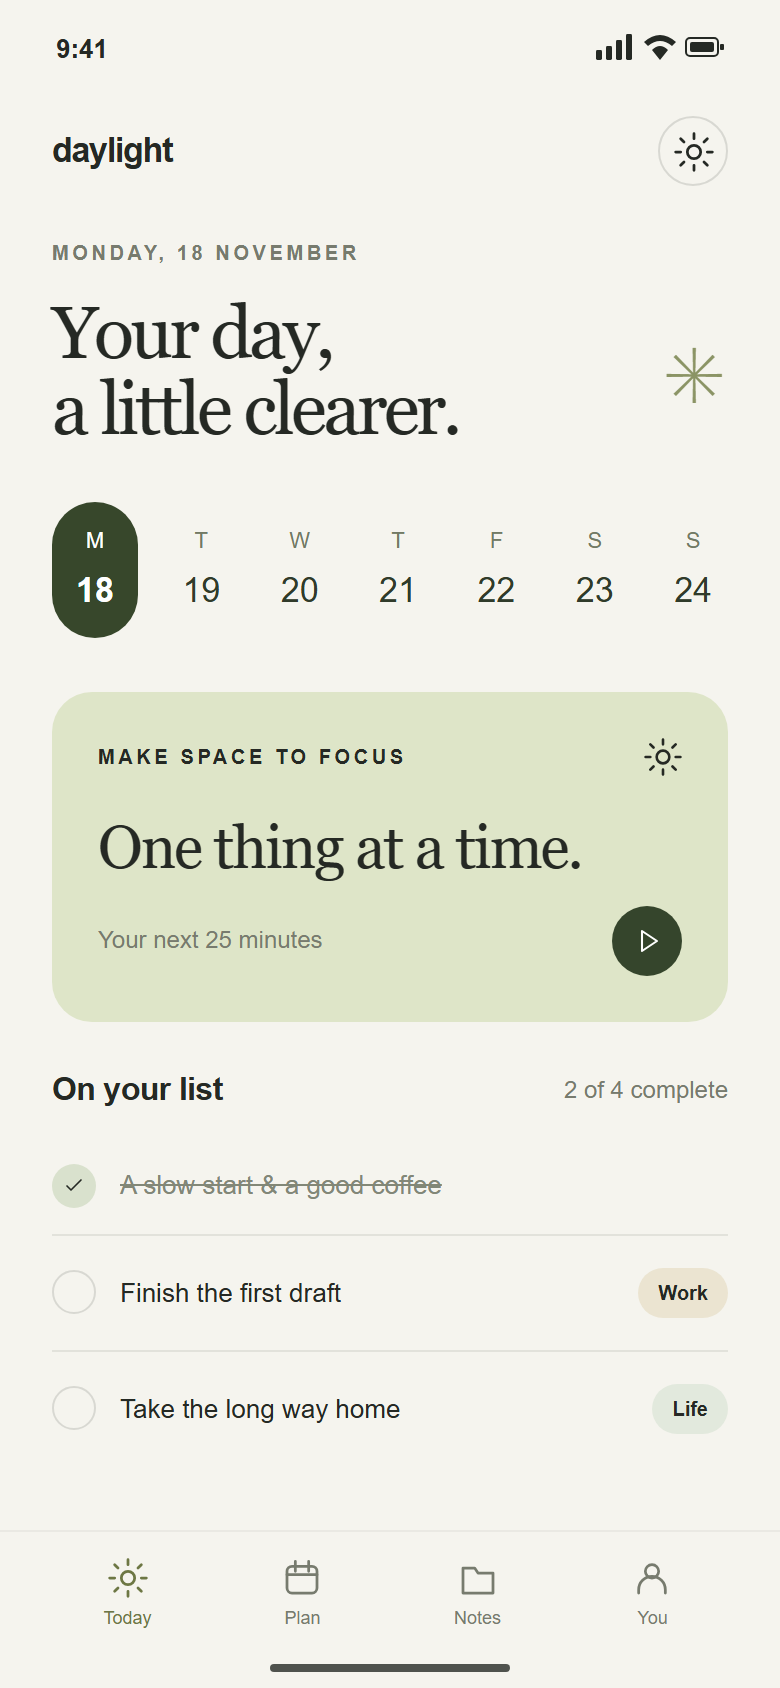 9:41
daylight
MONDAY, 18 NOVEMBER
Your day,
a little clearer.
M T W T F S S
18 19 20 21 22 23 24
MAKE SPACE TO FOCUS
One thing at a time.
Your next 25 minutes
On your list 2 of 4 complete
A slow start & a good coffee
Finish the first draft Work
Take the long way home Life
Today Plan Notes You